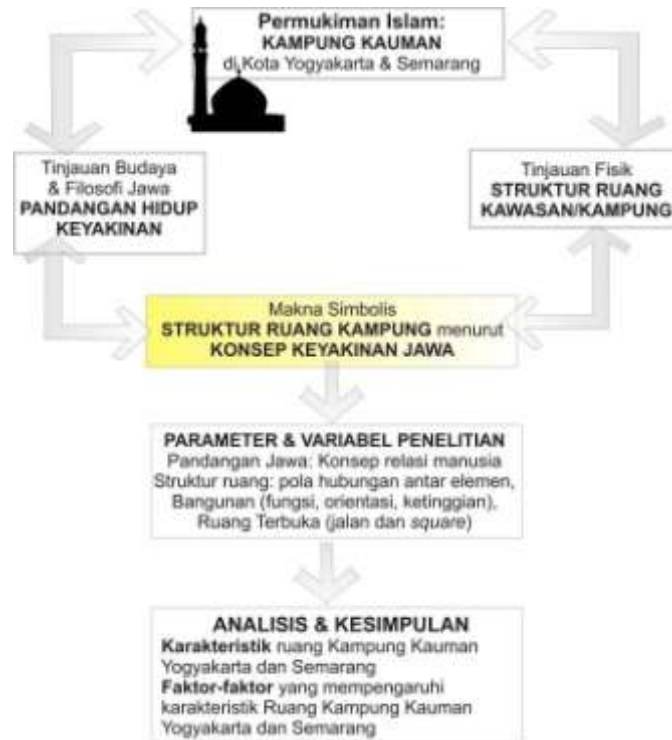 Permukiman Islam:
KAMPUNG KAUMAN
di Kota Yogyakarta & Semarang
Tinjauan Budaya
& Filosofi Jawa
PANDANGAN HIDUP
KEYAKINAN
Tinjauan Fisik
STRUKTUR RUANG
KAWASAN/KAMPUNG
Makna Simbolis
STRUKTUR RUANG KAMPUNG menurut
KONSEP KEYAKINAN JAWA
PARAMETER & VARIABEL PENELITIAN
Pandangan Jawa: Konsep relasi manusia
Struktur ruang: pola hubungan antar elemen,
Bangunan (fungsi, orientasi, ketinggian),
Ruang Terbuka (jalan dan square)
ANALISIS & KESIMPULAN
Karakteristik ruang Kampung Kauman
Yogyakarta dan Semarang
Faktor-faktor yang mempengaruhi
karakteristik Ruang Kampung Kauman
Yogyakarta dan Semarang